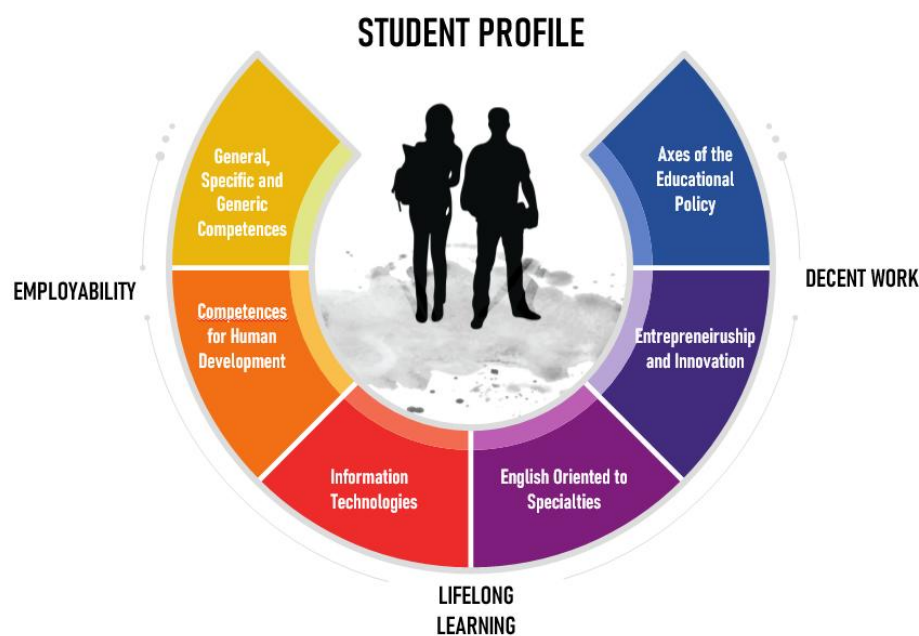 STUDENT PROFILE
General,
Specific and
Generic
Competences
Axes of the
Educational
Policy
EMPLOYABILITY
DECENT WORK
Competences
for Human
Development
Entrepreneiruship
and Innovation
Information
Technologies
English Oriented to
Specialties
LIFELONG
LEARNING